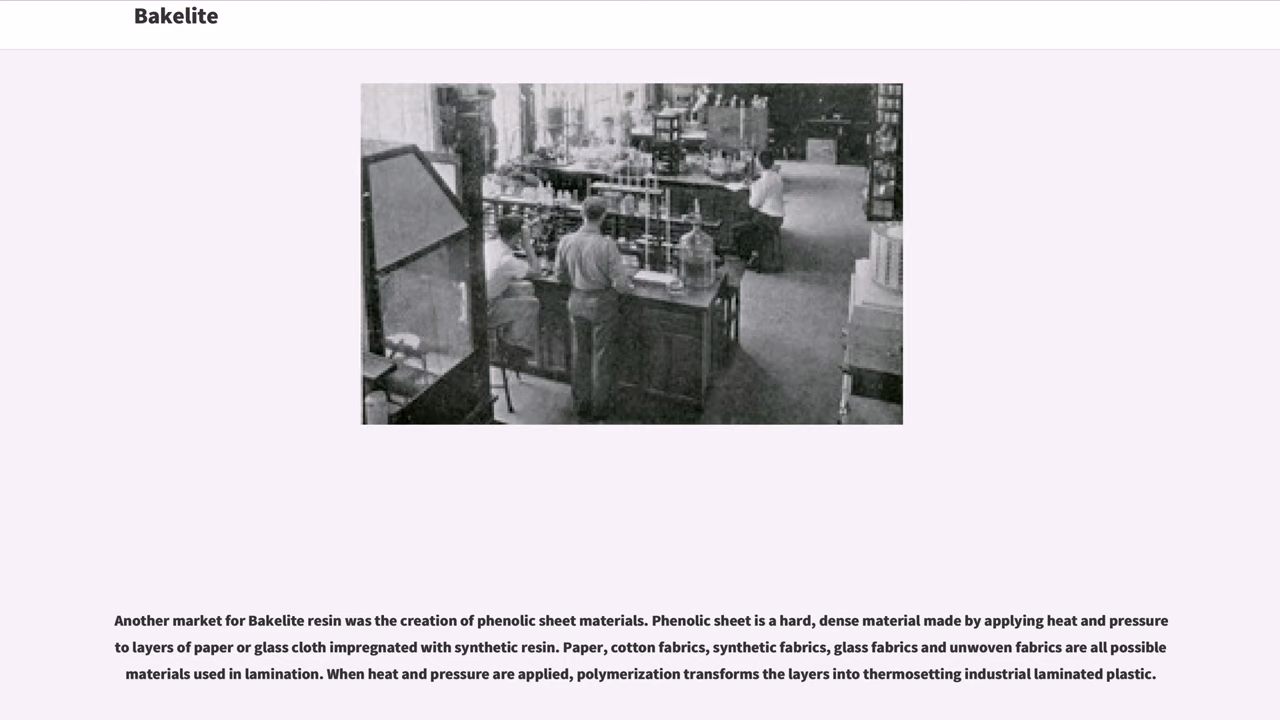 Bakelite
Another market for Bakelite resin was the creation of phenolic sheet materials. Phenolic sheet is a hard, dense material made by applying heat and pressure
to layers of paper or glass cloth impregnated with synthetic resin. Paper, cotton fabrics, synthetic fabrics, glass fabrics and unwoven fabrics are all possible
materials used in lamination. When heat and pressure are applied, polymerization transforms the layers into thermosetting industrial laminated plastic.